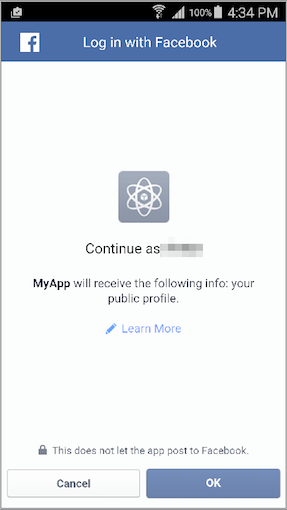 100% 4:34 PM
Log in with Facebook
Continue as
MyApp will receive the following info: your
public profile.
Learn More
This does not let the app post to Facebook.
Cancel OK